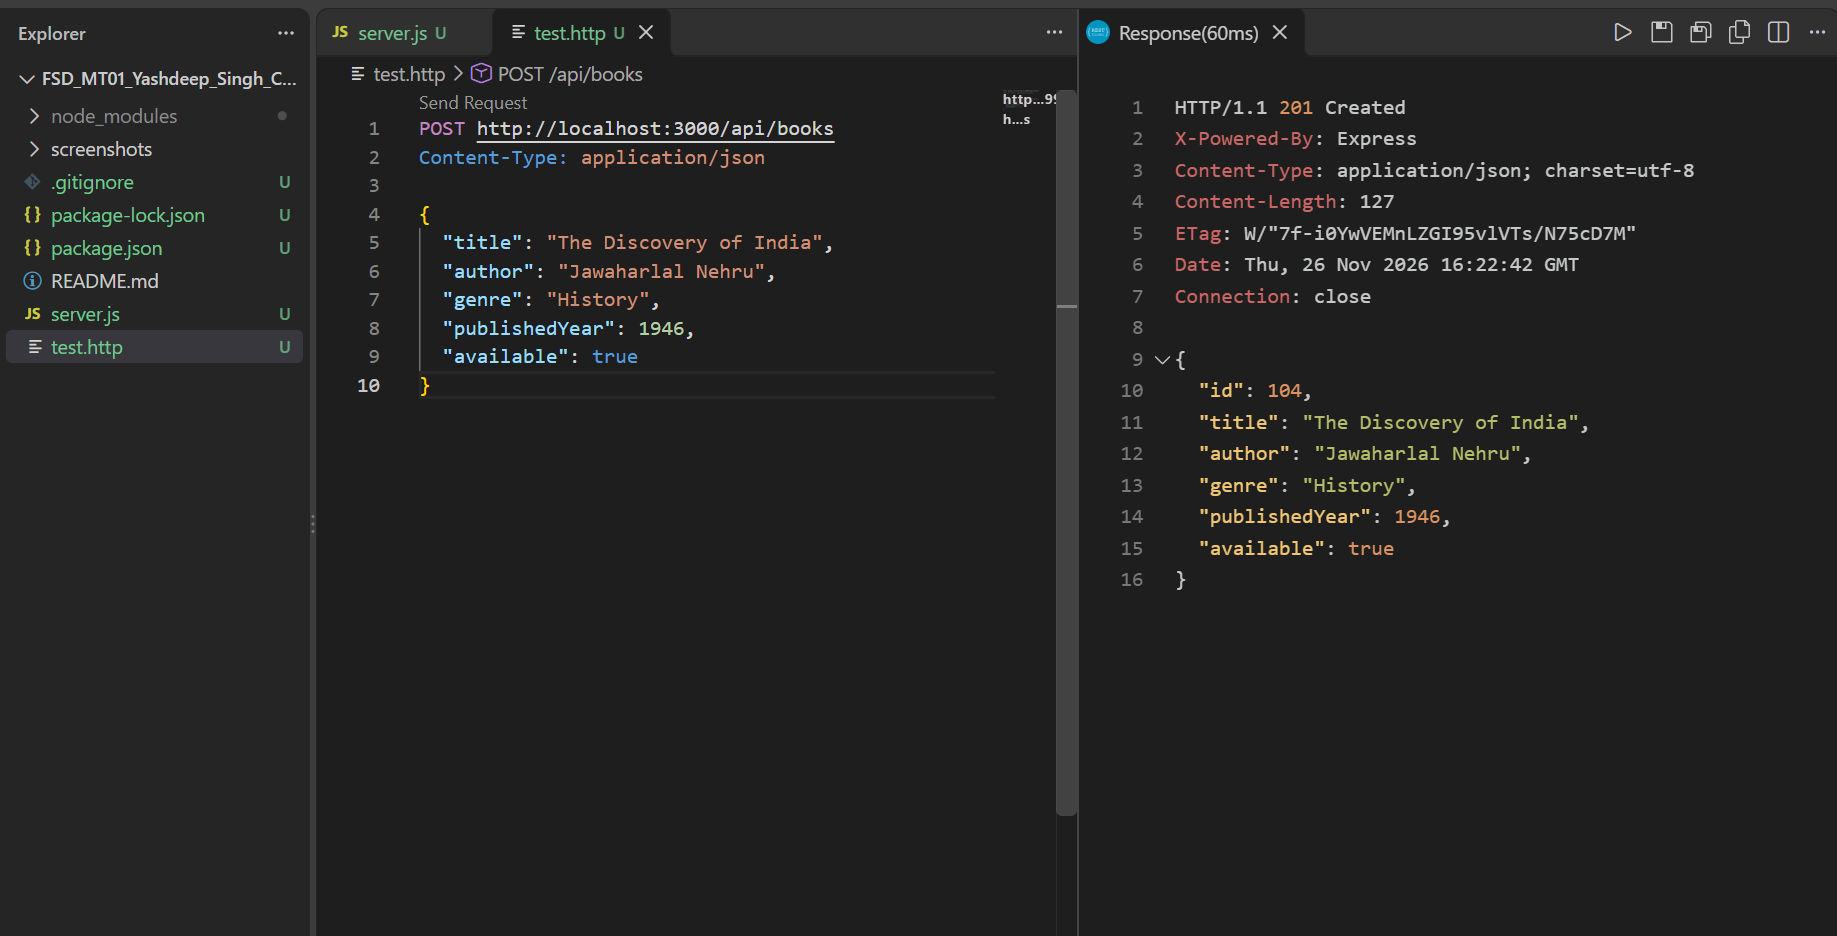 Explorer
FSD_MT01_Yashdeep_Singh_C...
node_modules
screenshots
.gitignore U
package-lock.json U
package.json U
README.md
JS server.js U
test.http U
JS server.js U
test.http U
test.http > POST /api/books
Send Request
1 POST http://localhost:3000/api/books
2 Content-Type: application/json
3
4 {
5 "title": "The Discovery of India",
6 "author": "Jawaharlal Nehru",
7 "genre": "History",
8 "publishedYear": 1946,
9 "available": true
10 }
http...99
h...s
Response(60ms)
1 HTTP/1.1 201 Created
2 X-Powered-By: Express
3 Content-Type: application/json; charset=utf-8
4 Content-Length: 127
5 ETag: W/"7f-i0YwVEMnLZGI95vlVTs/N75cD7M"
6 Date: Thu, 26 Nov 2026 16:22:42 GMT
7 Connection: close
8
9 {
10 "id": 104,
11 "title": "The Discovery of India",
12 "author": "Jawaharlal Nehru",
13 "genre": "History",
14 "publishedYear": 1946,
15 "available": true
16 }